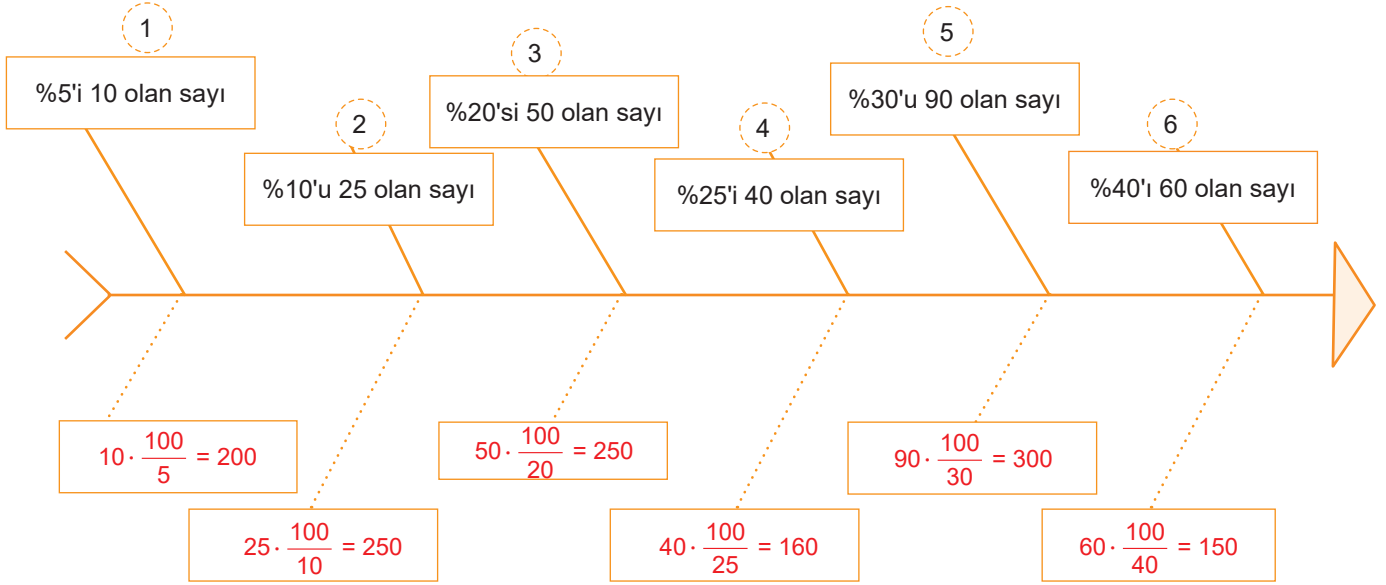 1
%5'i 10 olan sayı
2
%10'u 25 olan sayı
3
%20'si 50 olan sayı
4
%25'i 40 olan sayı
5
%30'u 90 olan sayı
6
%40'ı 60 olan sayı
10 · 100/5 = 200
25 · 100/10 = 250
50 · 100/20 = 250
40 · 100/25 = 160
90 · 100/30 = 300
60 · 100/40 = 150